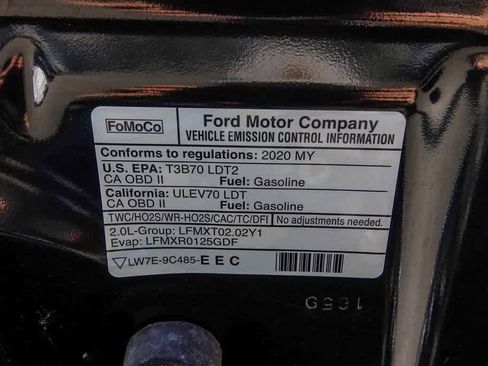 FoMoCo
Ford Motor Company
VEHICLE EMISSION CONTROL INFORMATION
Conforms to regulations: 2020 MY
U.S. EPA: T3B70 LDT2
CA OBD II Fuel: Gasoline
California: ULEV70 LDT
CA OBD II Fuel: Gasoline
TWC/HO2S/WR-HO2S/CAC/TC/DFI No adjustments needed.
2.0L-Group: LFMXT02.02Y1
Evap: LFMXR0125GDF
LW7E-9C485-E E C